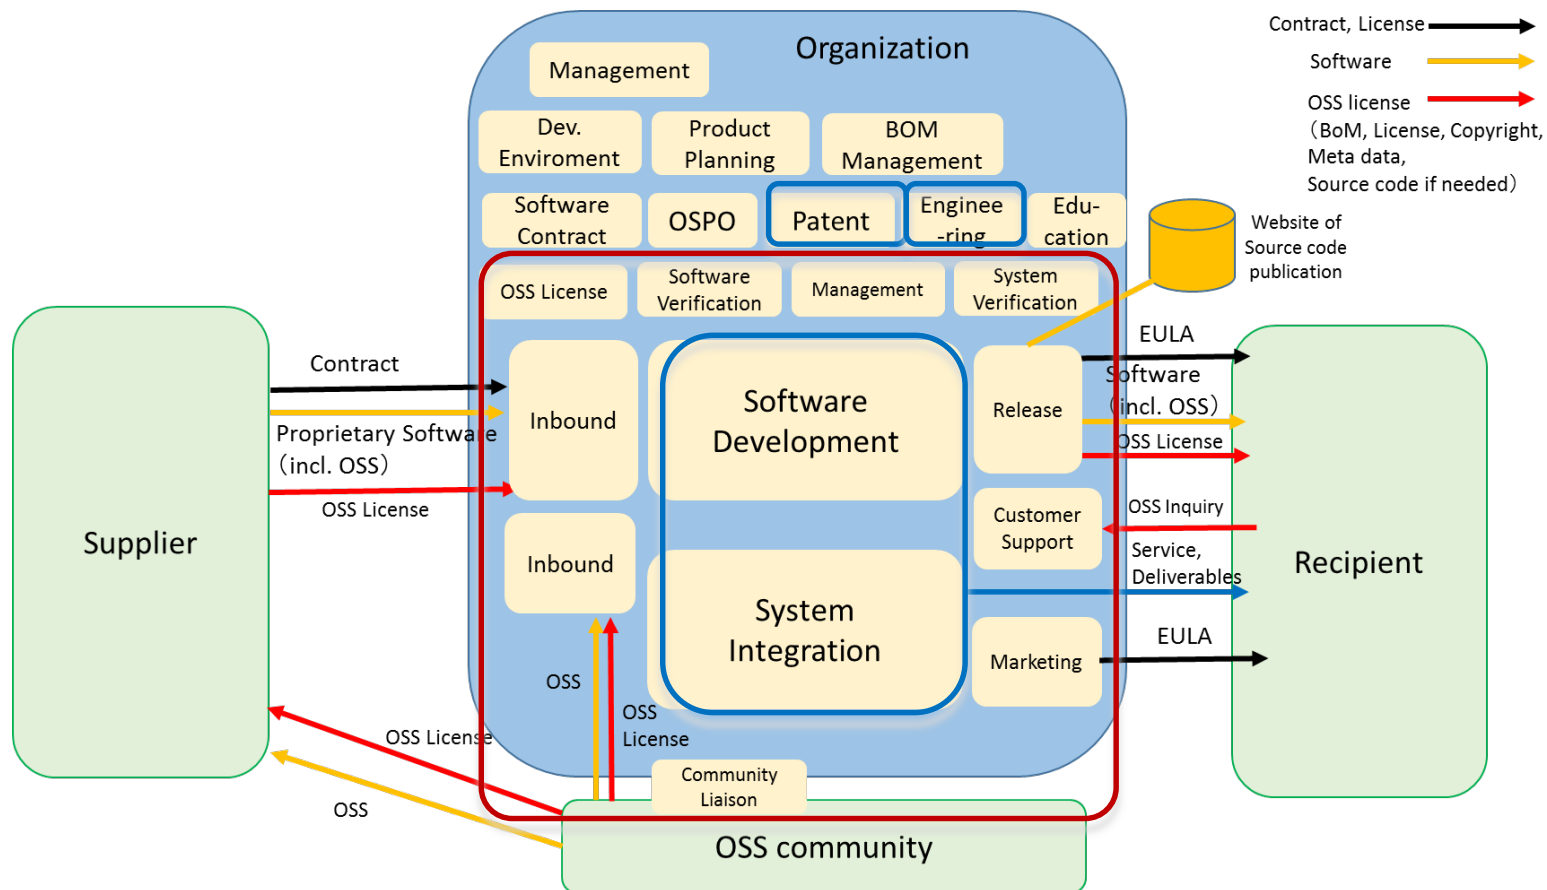 Organization
Contract, License
Software
OSS license
（BoM, License, Copyright,
Meta data,
Source code if needed）
Management
Dev.
Enviroment
Product
Planning
BOM
Management
Software
Contract
OSPO
Patent
Enginee
-ring
Edu-
cation
Website of
Source code
publication
OSS License
Software
Verification
Management
System
Verification
Supplier
Contract
Proprietary Software
（incl. OSS）
OSS License
Inbound
Inbound
Software
Development
System
Integration
Release
Customer
Support
Marketing
EULA
Software
（incl. OSS）
OSS License
OSS Inquiry
Service,
Deliverables
EULA
Recipient
OSS
OSS
License
OSS License
OSS
Community
Liaison
OSS community